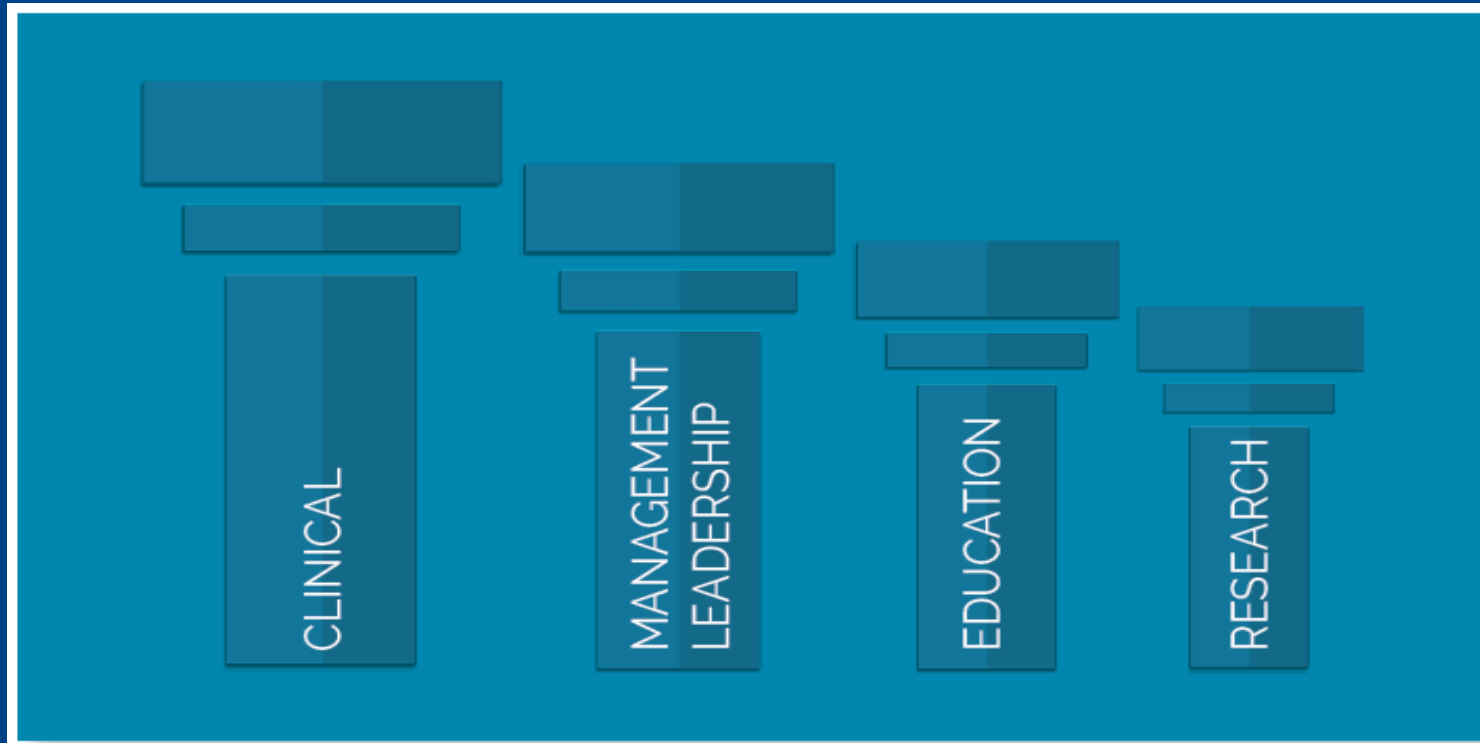 CLINICAL
MANAGEMENT
LEADERSHIP
EDUCATION
RESEARCH